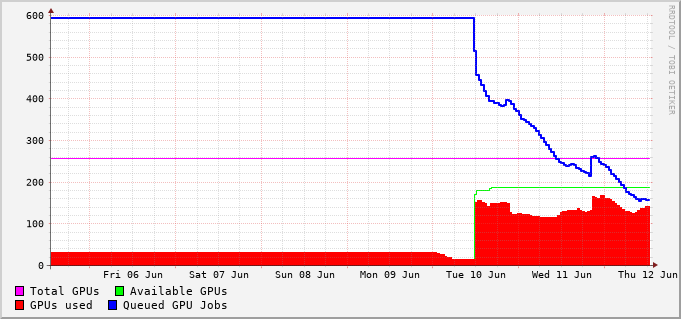 600
500
400
300
200
100
0
Fri 06 Jun Sat 07 Jun Sun 08 Jun Mon 09 Jun Tue 10 Jun Wed 11 Jun Thu 12 Jun
Total GPUs Available GPUs
GPUs used Queued GPU Jobs
RRDTOOL / TOBI OETIKER